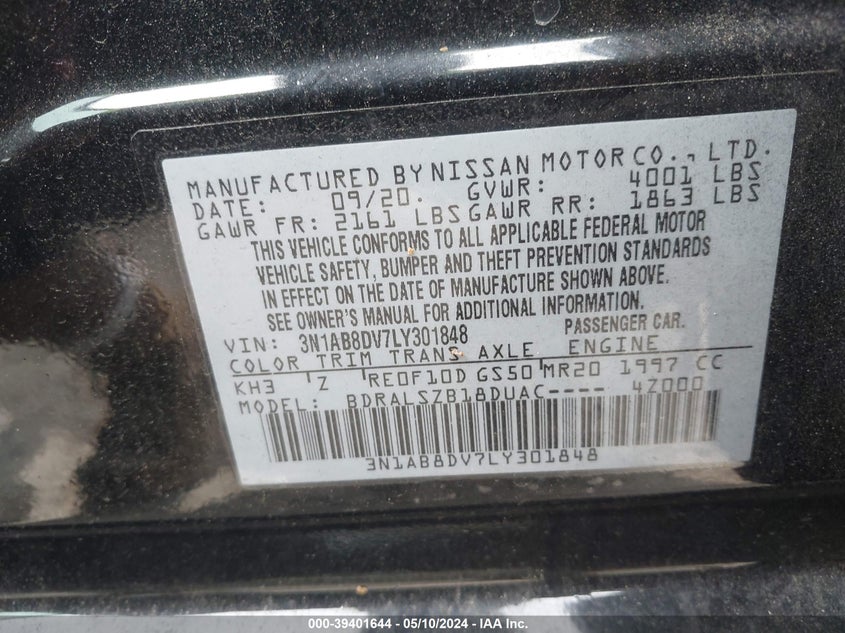 MANUFACTURED BY NISSAN MOTOR CO., LTD.
DATE: 09/20. GVWR: 4001 LBS
GAWR FR: 2161 LBS GAWR RR: 1863 LBS
THIS VEHICLE CONFORMS TO ALL APPLICABLE FEDERAL MOTOR
VEHICLE SAFETY, BUMPER AND THEFT PREVENTION STANDARDS
IN EFFECT ON THE DATE OF MANUFACTURE SHOWN ABOVE.
SEE OWNER'S MANUAL FOR ADDITIONAL INFORMATION.
VIN: 3N1AB8DV7LY301848 PASSENGER CAR.
COLOR TRIM TRANS AXLE ENGINE
KH3 Z RE0F10D GS50 MR20 1997 CC
MODEL: BDRALSZB18DUAC---- 4Z000
3N1AB8DV7LY301848
000-39401644 - 05/10/2024 - IAA Inc.